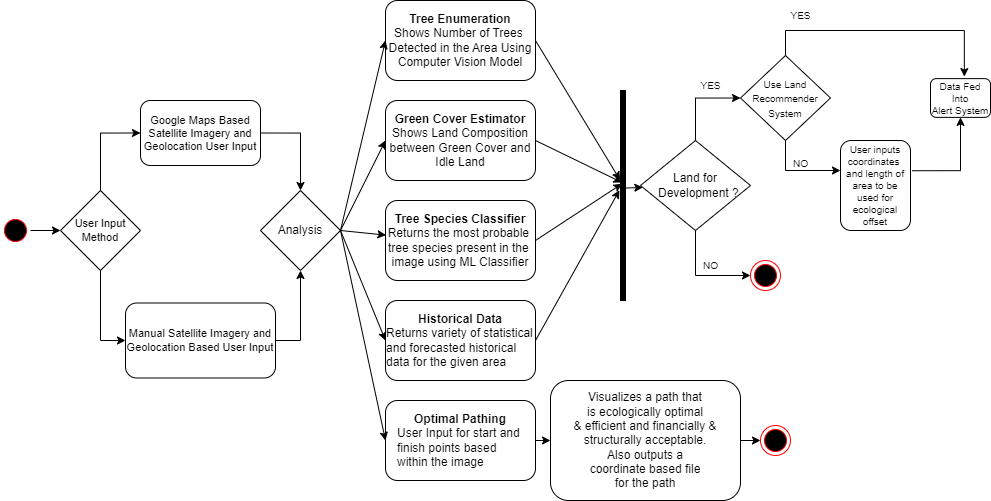 User Input
Method
Google Maps Based
Satellite Imagery and
Geolocation User Input
Manual Satellite Imagery and
Geolocation Based User Input
Analysis
Tree Enumeration
Shows Number of Trees
Detected in the Area Using
Computer Vision Model
Green Cover Estimator
Shows Land Composition
between Green Cover and
Idle Land
Tree Species Classifier
Returns the most probable
tree species present in the
image using ML Classifier
Historical Data
Returns variety of statistical
and forecasted historical
data for the given area
Optimal Pathing
User Input for start and
finish points based
within the image
Visualizes a path that
is ecologically optimal
& efficient and financially &
structurally acceptable.
Also outputs a
coordinate based file
for the path
Land for
Development ?
YES
NO
Use Land
Recommender
System
YES
NO
User inputs
coordinates
and length of
area to be
used for
ecological
offset
Data Fed
Into
Alert System